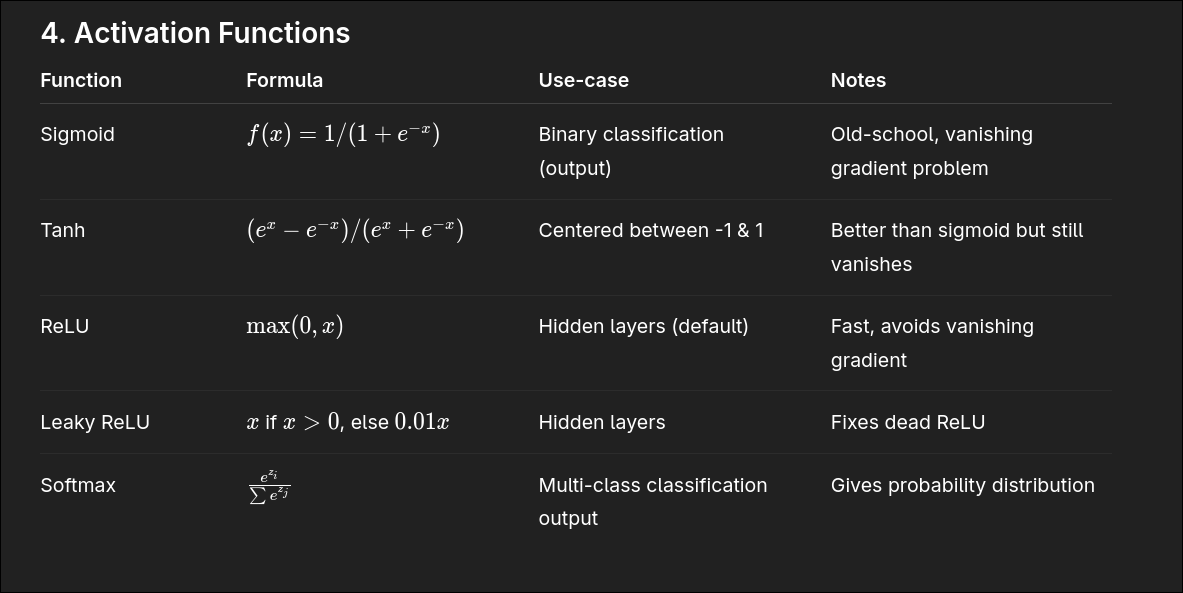 4. Activation Functions
Function Formula Use-case Notes
Sigmoid f(x) = 1/(1 + e^{−x}) Binary classification Old-school, vanishing
(output) gradient problem
Tanh (e^x − e^{−x})/(e^x + e^{−x}) Centered between -1 & 1 Better than sigmoid but still
vanishes
ReLU max(0, x) Hidden layers (default) Fast, avoids vanishing
gradient
Leaky ReLU x if x > 0, else 0.01x Hidden layers Fixes dead ReLU
Softmax \frac{e^{z_i}}{\sum e^{z_j}} Multi-class classification Gives probability distribution
output